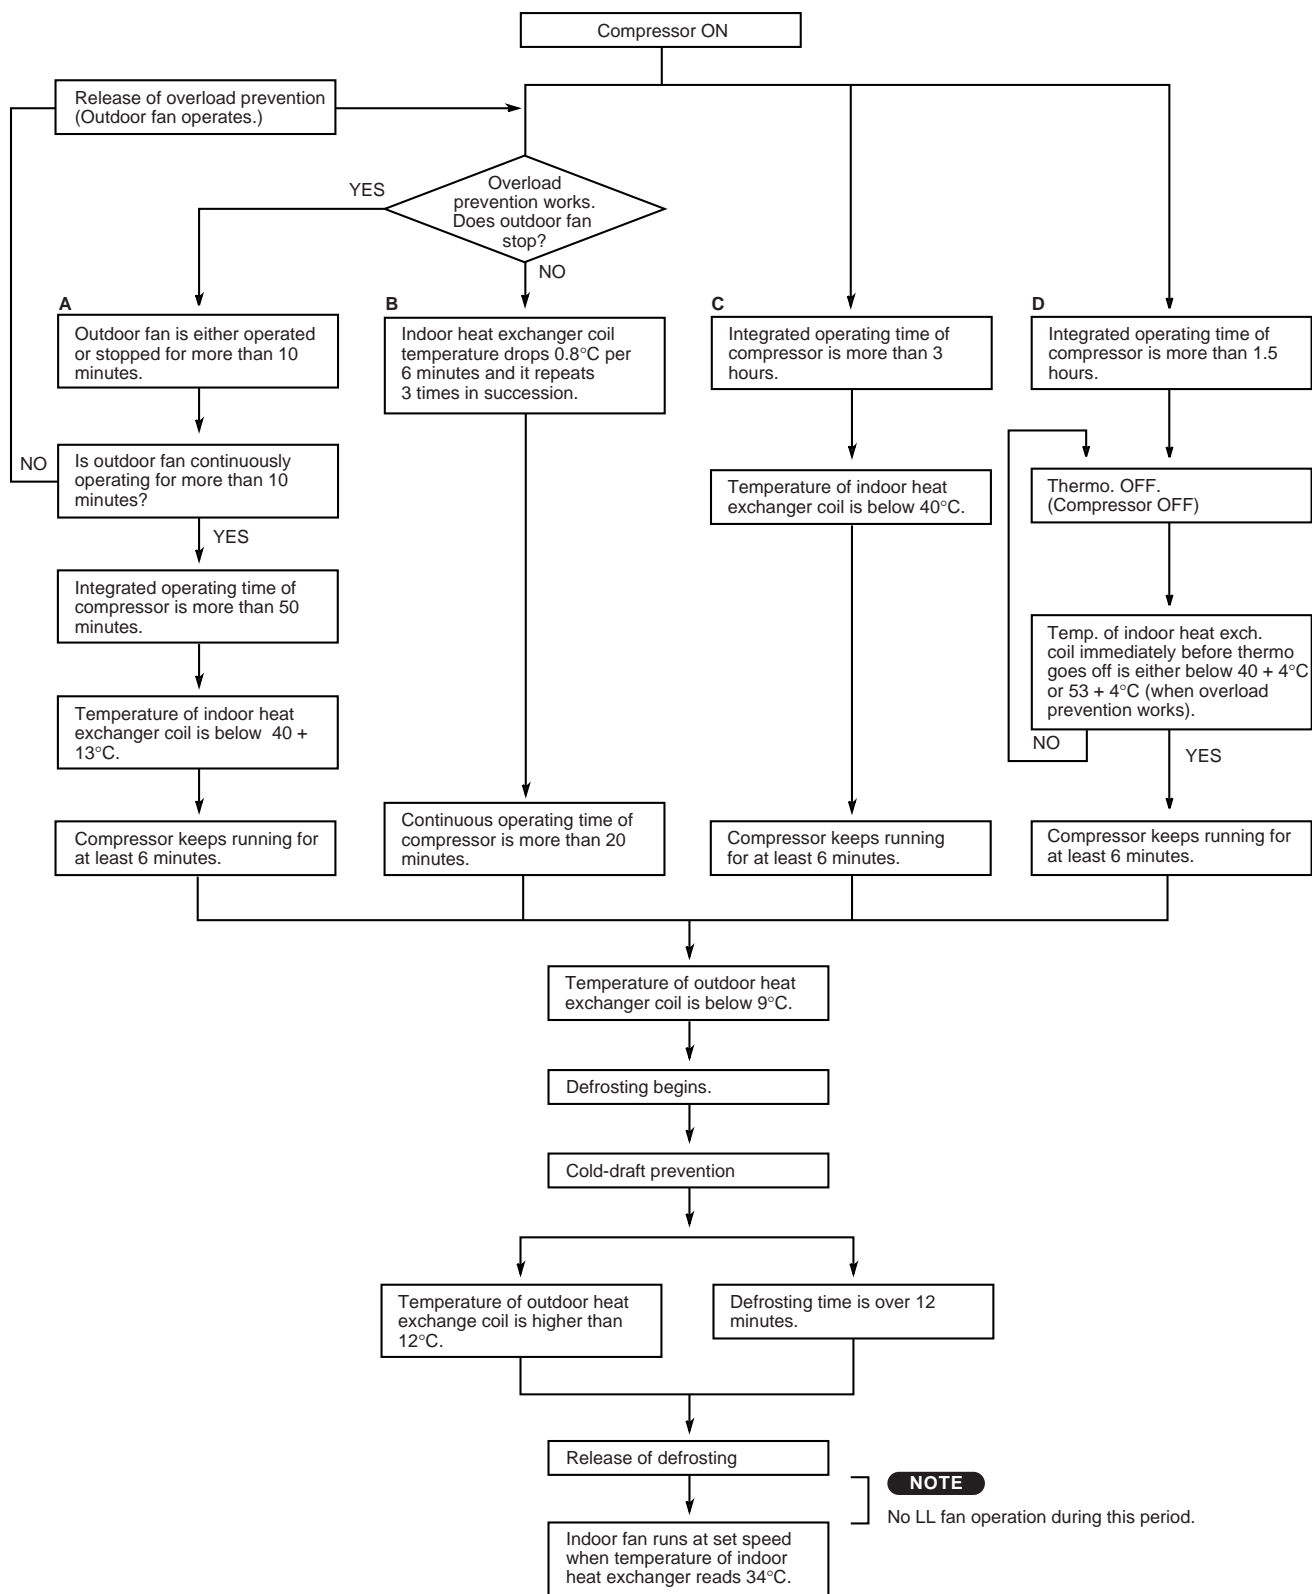 Compressor ON
Release of overload prevention
(Outdoor fan operates.)
YES
Overload
prevention works.
Does outdoor fan
stop?
NO
A
Outdoor fan is either operated
or stopped for more than 10
minutes.
NO
Is outdoor fan continuously
operating for more than 10
minutes?
YES
Integrated operating time of
compressor is more than 50
minutes.
Temperature of indoor heat
exchanger coil is below 40 +
13°C.
Compressor keeps running for
at least 6 minutes.
B
Indoor heat exchanger coil
temperature drops 0.8°C per
6 minutes and it repeats
3 times in succession.
Continuous operating time of
compressor is more than 20
minutes.
C
Integrated operating time of
compressor is more than 3
hours.
Temperature of indoor heat
exchanger coil is below 40°C.
Compressor keeps running
for at least 6 minutes.
D
Integrated operating time of
compressor is more than 1.5
hours.
Thermo. OFF.
(Compressor OFF)
Temp. of indoor heat exch.
coil immediately before thermo
goes off is either below 40 + 4°C
or 53 + 4°C (when overload
prevention works).
NO
YES
Compressor keeps running for
at least 6 minutes.
Temperature of outdoor heat
exchanger coil is below 9°C.
Defrosting begins.
Cold-draft prevention
Temperature of outdoor heat
exchange coil is higher than
12°C.
Defrosting time is over 12
minutes.
Release of defrosting
NOTE
No LL fan operation during this period.
Indoor fan runs at set speed
when temperature of indoor
heat exchanger reads 34°C.